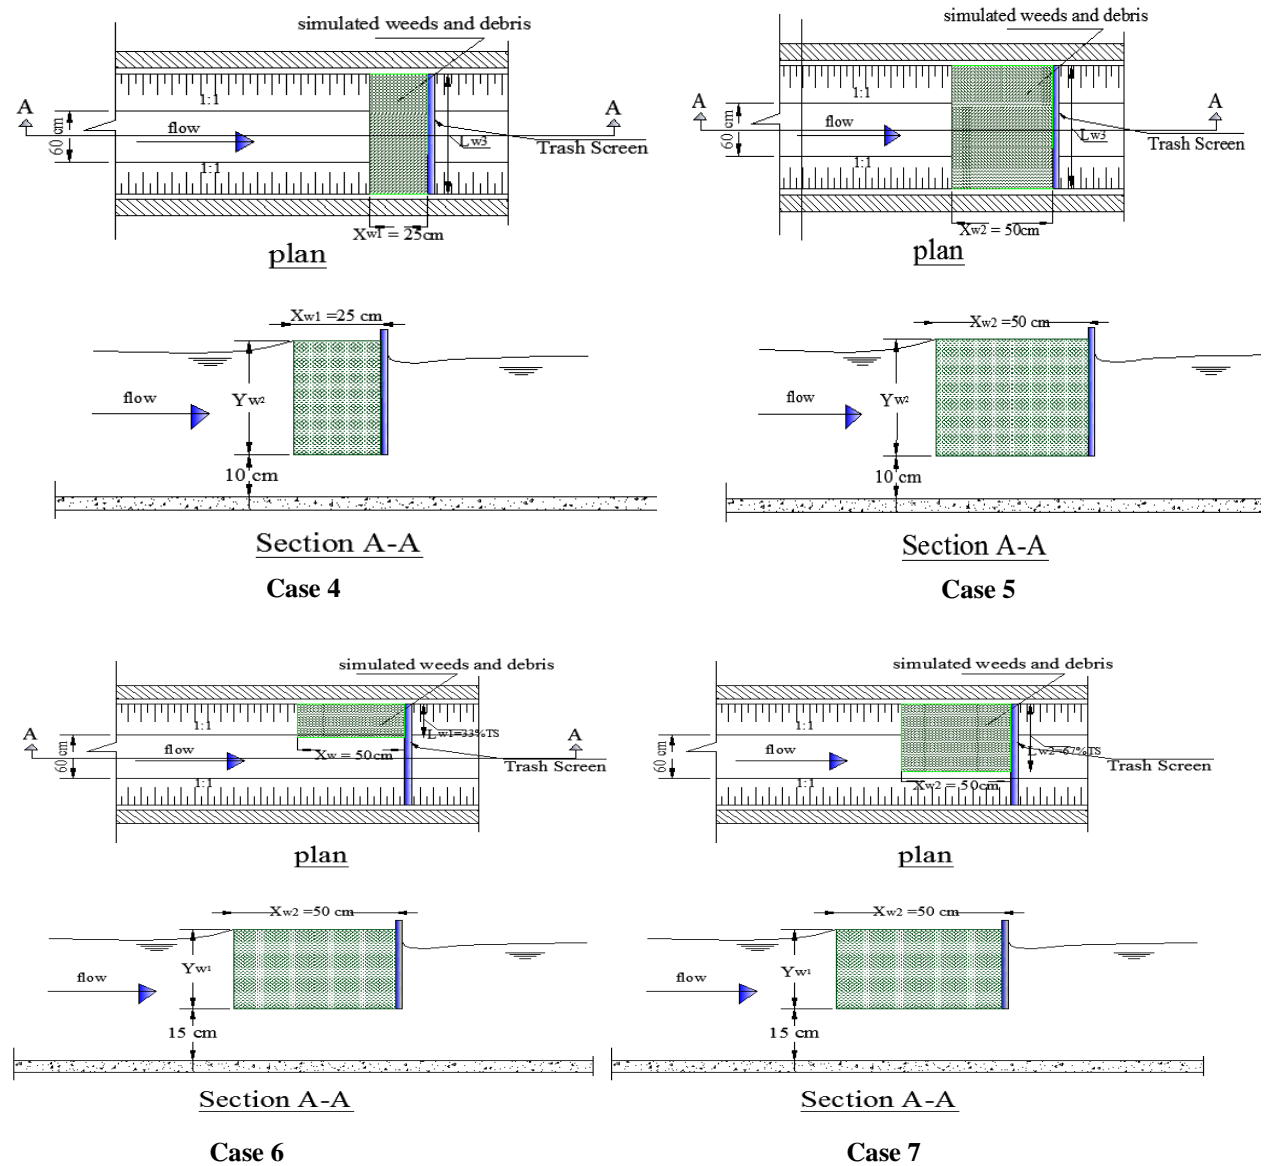 simulated weeds and debris
1:1
A
A
flow
60 cm
Lw3
Trash Screen
1:1
Xw1 = 25cm
plan
Xw1 =25 cm
flow
Yw2
10 cm
Section A-A
Case 4
simulated weeds and debris
1:1
A
A
flow
60 cm
Lw3
Trash Screen
1:1
Xw2 = 50cm
plan
Xw2 =50 cm
flow
Yw2
10 cm
Section A-A
Case 5
simulated weeds and debris
1:1
Lw1=33%TS
A
A
flow
60 cm
Xw = 50cm
Trash Screen
1:1
plan
Xw2 =50 cm
Yw1
flow
15 cm
Section A-A
Case 6
simulated weeds and debris
1:1
flow
60 cm
Lw2=67%TS
Trash Screen
1:1
Xw2 = 50cm
plan
Xw2 =50 cm
Yw1
flow
15 cm
Section A-A
Case 7